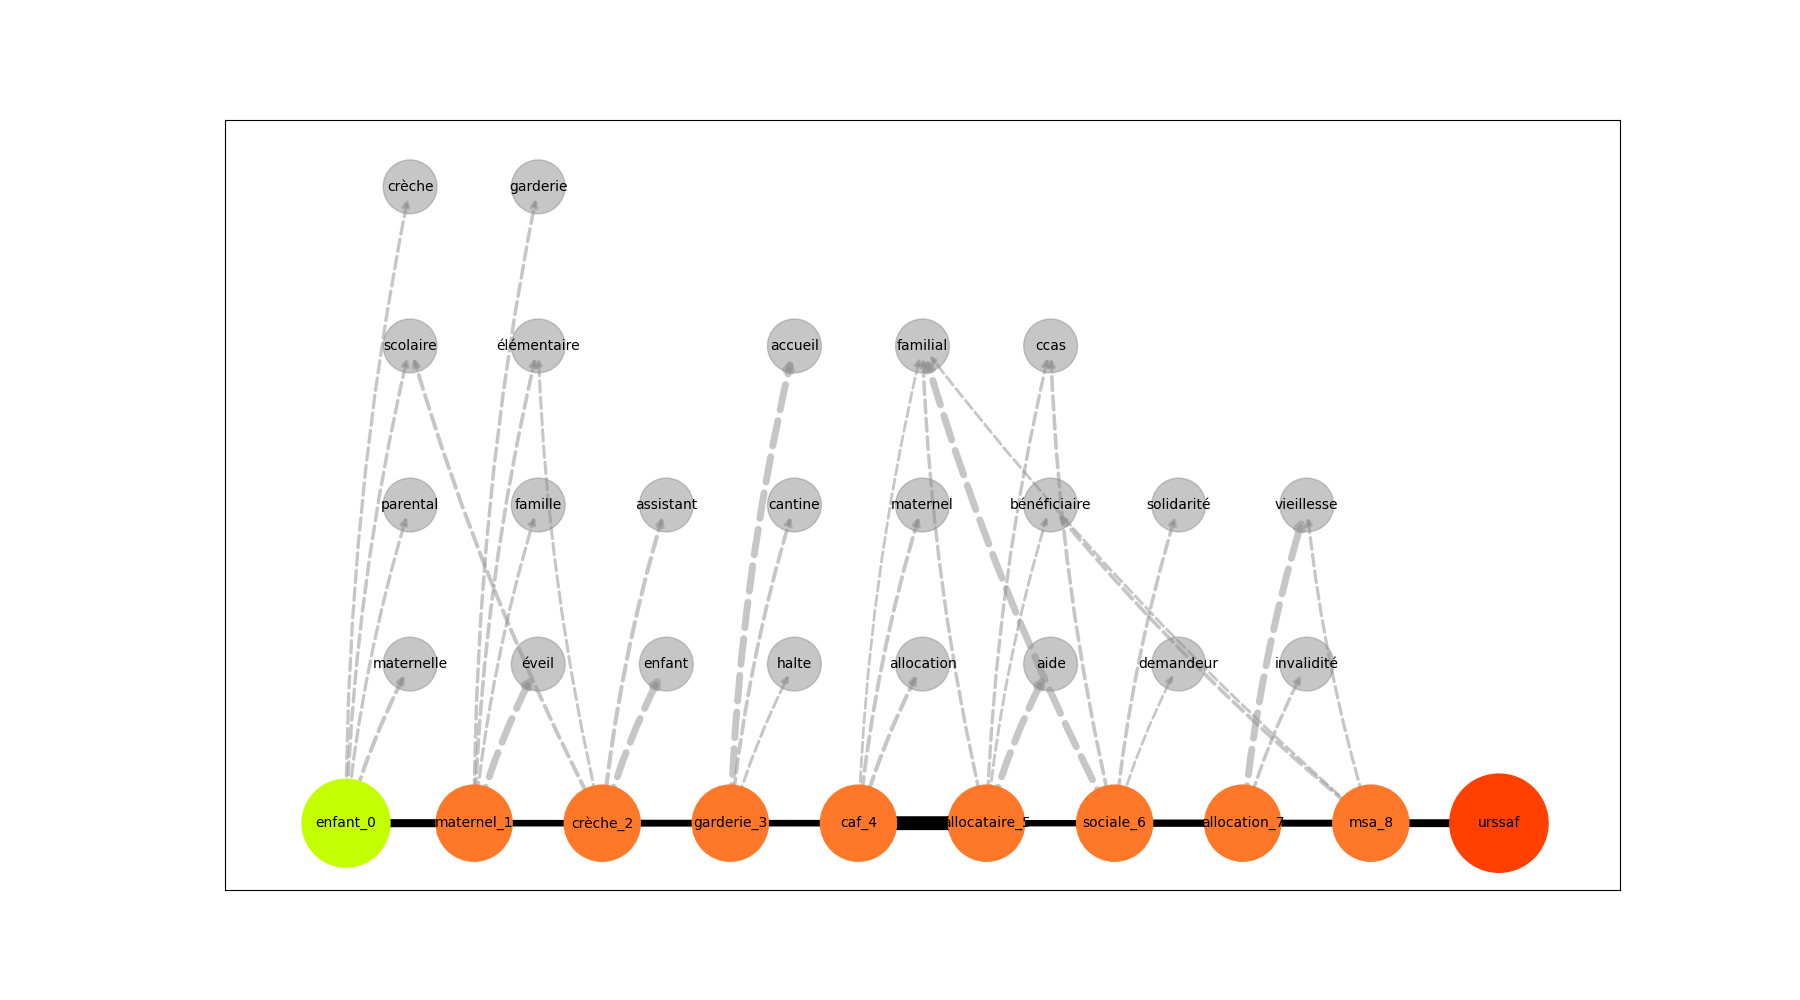 crèche garderie
scolaire élémentaire accueil familial ccas
parental famille assistant cantine maternel bénéficiaire solidarité vieillesse
maternelle éveil enfant halte allocation aide demandeur invalidité
enfant_0 maternel_1 crèche_2 garderie_3 caf_4 allocataire_5 sociale_6 allocation_7 msa_8 urssaf